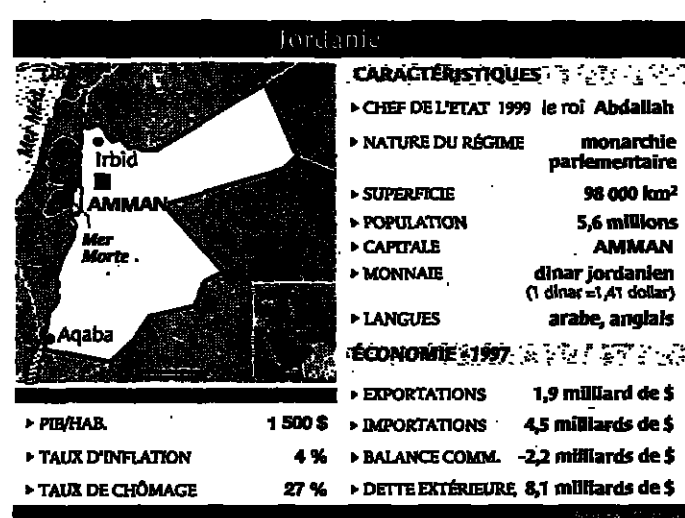 Jordanie
Mer Méd.
Irbid
AMMAN
Mer
Morte
Aqaba
CARACTÉRISTIQUES
▸ CHEF DE L'ETAT 1999 le roi Abdallah
▸ NATURE DU RÉGIME monarchie
parlementaire
▸ SUPERFICIE 98 000 km²
▸ POPULATION 5,6 millions
▸ CAPITALE AMMAN
▸ MONNAIE dinar jordanien
(1 dinar =1,41 dollar)
▸ LANGUES arabe, anglais
ÉCONOMIE 1997
▸ EXPORTATIONS 1,9 milliard de $
▸ IMPORTATIONS 4,5 milliards de $
▸ BALANCE COMM. -2,2 milliards de $
▸ DETTE EXTÉRIEURE 8,1 milliards de $
▸ PIB/HAB. 1 500 $
▸ TAUX D'INFLATION 4 %
▸ TAUX DE CHÔMAGE 27 %